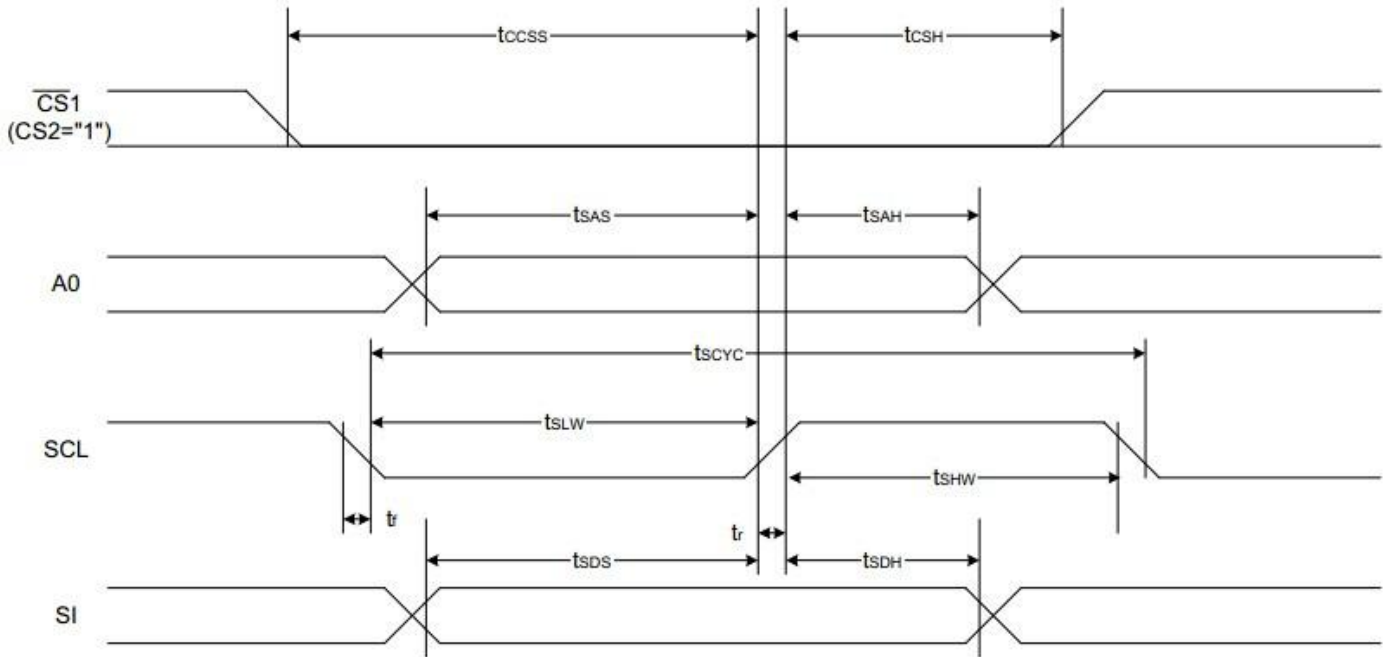 tCCSS tCSH
CS1
(CS2="1")
tSAS tSAH
A0
tSCYC
tSLW
SCL
tSHW
tf
tr
tSDS tSDH
SI